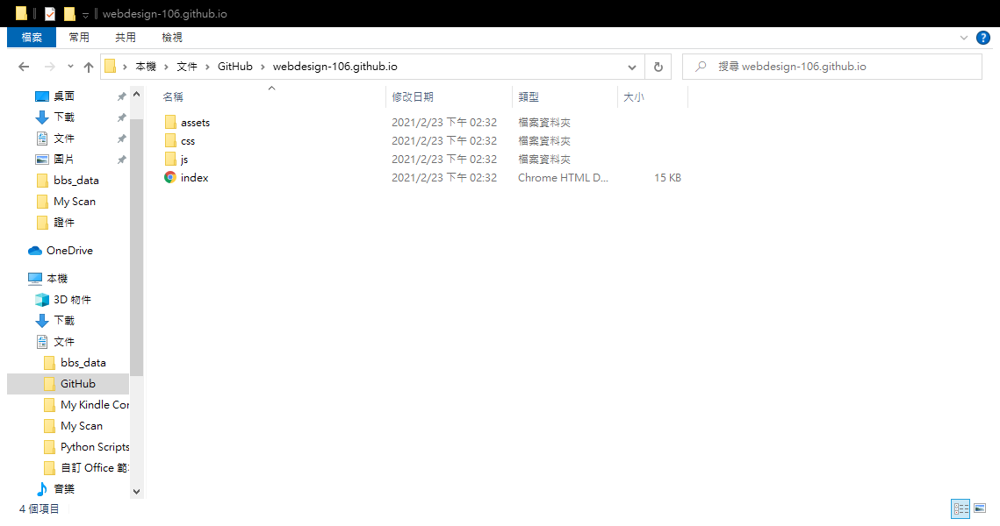 webdesign-106.github.io
檔案 常用 共用 檢視
本機 文件 GitHub webdesign-106.github.io 搜尋 webdesign-106.github.io
桌面
下載
文件
圖片
bbs_data
My Scan
證件
OneDrive
本機
3D 物件
下載
文件
bbs_data
GitHub
My Kindle Cor
My Scan
Python Scripts
自訂 Office 範
音樂
名稱 修改日期 類型 大小
assets 2021/2/23 下午 02:32 檔案資料夾
css 2021/2/23 下午 02:32 檔案資料夾
js 2021/2/23 下午 02:32 檔案資料夾
index 2021/2/23 下午 02:32 Chrome HTML D... 15 KB
4 個項目